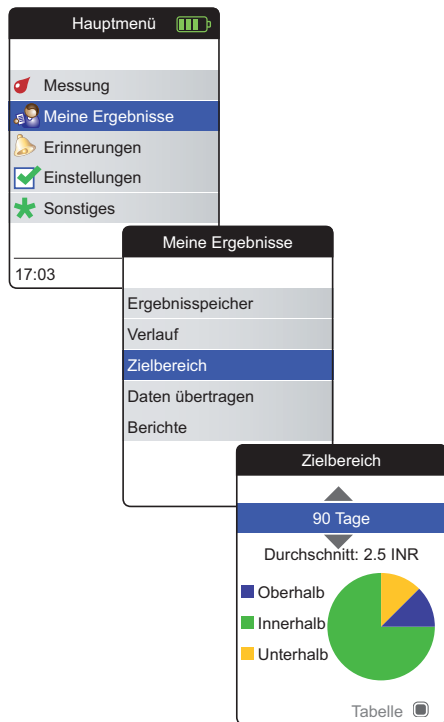 Hauptmenü
Messung
Meine Ergebnisse
Erinnerungen
Einstellungen
Sonstiges
17:03
Meine Ergebnisse
Ergebnisspeicher
Verlauf
Zielbereich
Daten übertragen
Berichte
Zielbereich
90 Tage
Durchschnitt: 2.5 INR
Oberhalb
Innerhalb
Unterhalb
Tabelle